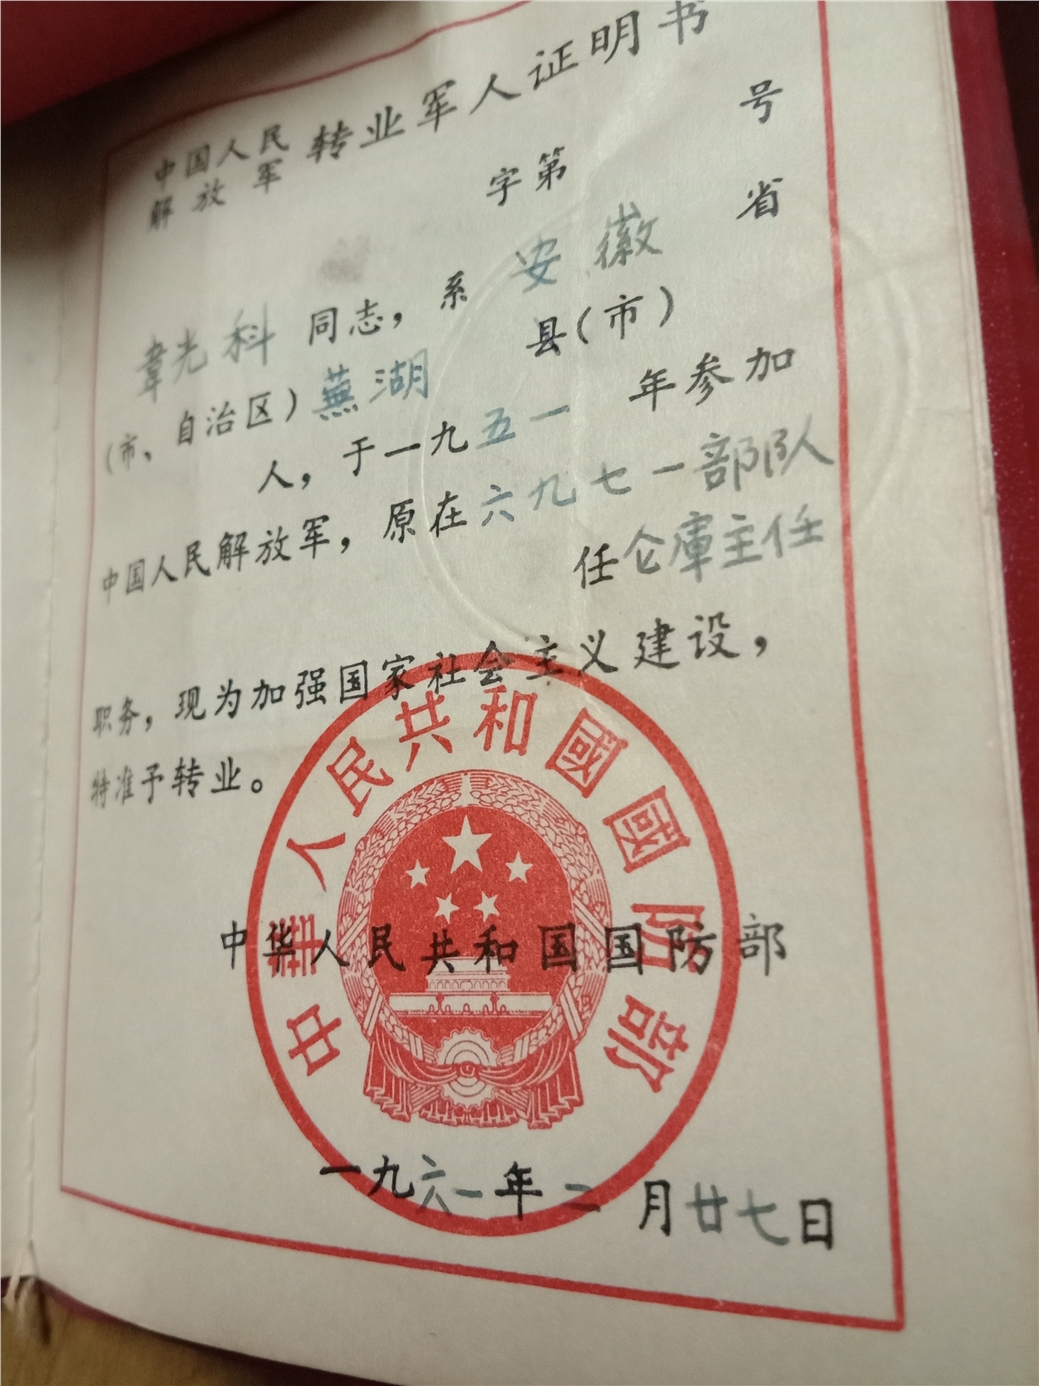 中国人民解放军 转业军人证明书
字第 号
韋光科 同志，系 安徽 省
(市、自治区) 蕪湖 县(市)
人，于一九五一 年参加
中国人民解放军，原在六九七一部队
任仓庫主任
职务，现为加强国家社会主义建设，
特准予转业。
中华人民共和国国防部
中華人民共和國國防部
一九六一年二月廿七日